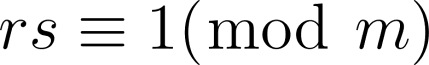 rs ≡ 1(mod m)